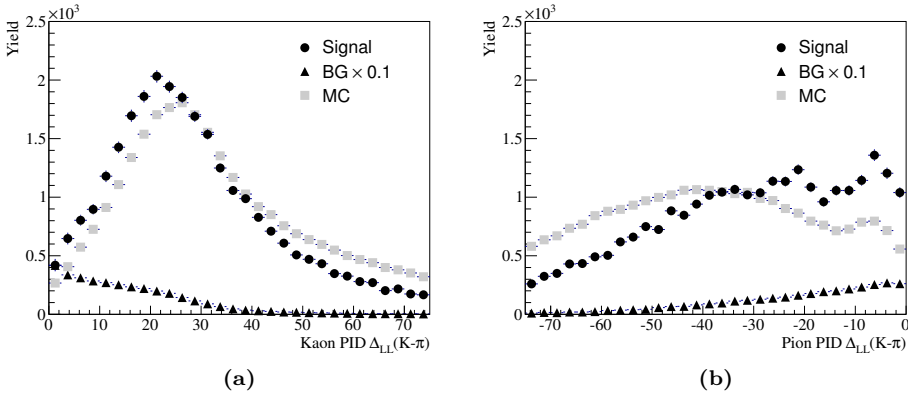 ×10³
Yield
2.5
2
1.5
1
0.5
0
Signal
BG × 0.1
MC
0 10 20 30 40 50 60 70
Kaon PID Δ_LL(K-π)
(a)
×10³
Yield
2.5
2
1.5
1
0.5
0
Signal
BG × 0.1
MC
-70 -60 -50 -40 -30 -20 -10 0
Pion PID Δ_LL(K-π)
(b)